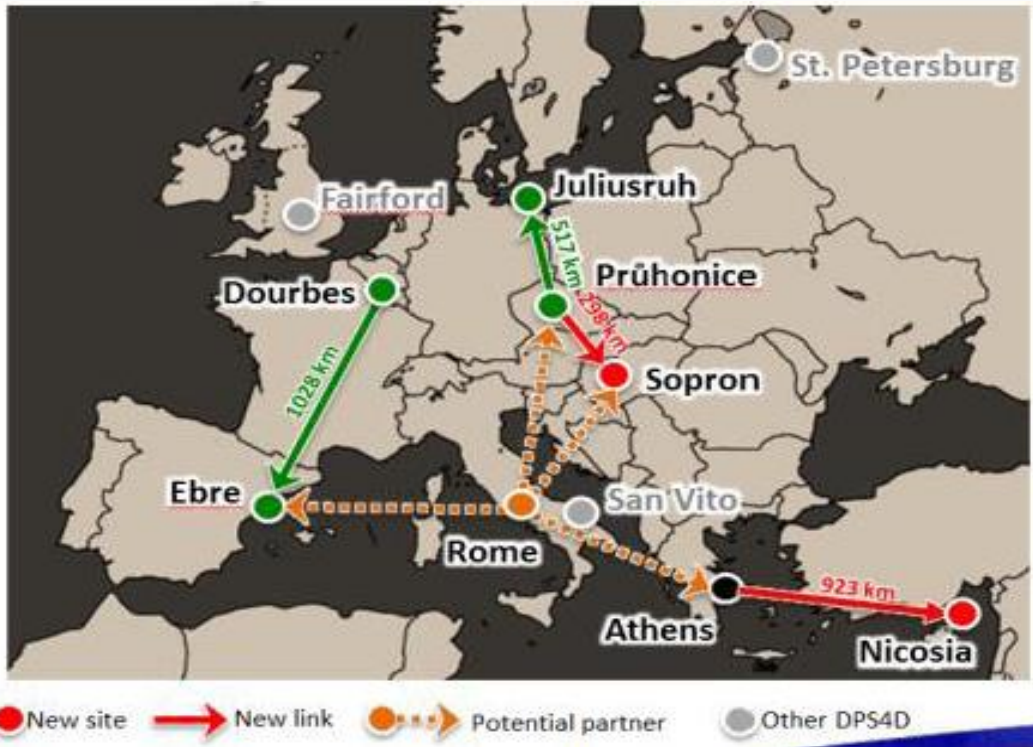 St. Petersburg
Juliusruh
Fairford
517 km
Průhonice
Dourbes
298 km
Sopron
1028 km
Ebre
San Vito
Rome
923 km
Athens
Nicosia
New site
New link
Potential partner
Other DPS4D